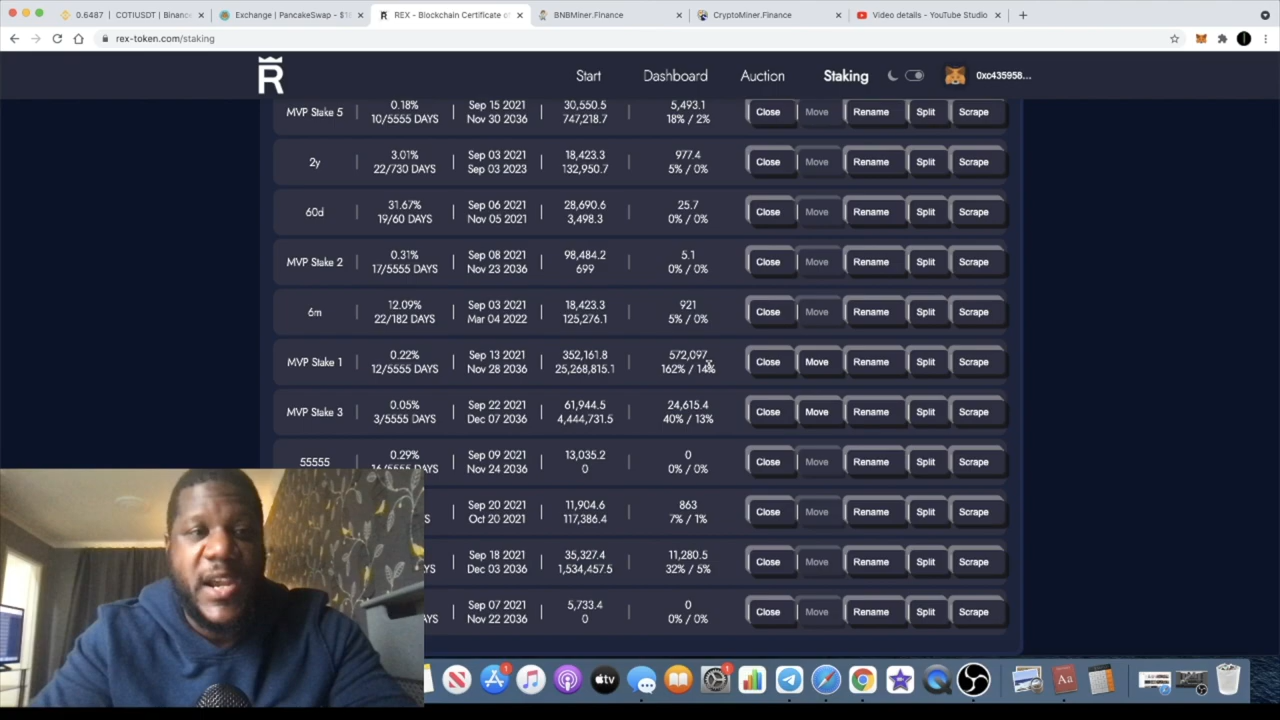 0.6487 | COTIUSDT | Binanc
Exchange | PancakeSwap - $1
REX - Blockchain Certificate of
BNBMiner.Finance
CryptoMiner.Finance
Video details - YouTube Studio
rex-token.com/staking
R Start Dashboard Auction Staking 0xc435958...
MVP Stake 5 0.18% Sep 15 2021 30,550.5 5,493.1 Close Move Rename Split Scrape
10/5555 DAYS Nov 30 2036 747,218.7 18% / 2%
2y 3.01% Sep 03 2021 18,423.3 977.4 Close Move Rename Split Scrape
22/730 DAYS Sep 03 2023 132,950.7 5% / 0%
60d 31.67% Sep 06 2021 28,690.6 25.7 Close Move Rename Split Scrape
19/60 DAYS Nov 05 2021 3,498.3 0% / 0%
MVP Stake 2 0.31% Sep 08 2021 98,484.2 5.1 Close Move Rename Split Scrape
17/5555 DAYS Nov 23 2036 699 0% / 0%
6m 12.09% Sep 03 2021 18,423.3 921 Close Move Rename Split Scrape
22/182 DAYS Mar 04 2022 125,276.1 5% / 0%
MVP Stake 1 0.22% Sep 13 2021 352,161.8 572,097 Close Move Rename Split Scrape
12/5555 DAYS Nov 28 2036 25,268,815.1 162% / 14%
MVP Stake 3 0.05% Sep 22 2021 61,944.5 24,615.4 Close Move Rename Split Scrape
3/5555 DAYS Dec 07 2036 4,444,731.5 40% / 13%
55555 0.29% Sep 09 2021 13,035.2 0 Close Move Rename Split Scrape
16/5555 DAYS Nov 24 2036 0 0% / 0%
Sep 20 2021 11,904.6 863 Close Move Rename Split Scrape
S Oct 20 2021 117,386.4 7% / 1%
Sep 18 2021 35,327.4 11,280.5 Close Move Rename Split Scrape
YS Dec 03 2036 1,534,457.5 32% / 5%
Sep 07 2021 5,733.4 0 Close Move Rename Split Scrape
YS Nov 22 2036 0 0% / 0%
1
tv
1
Aa